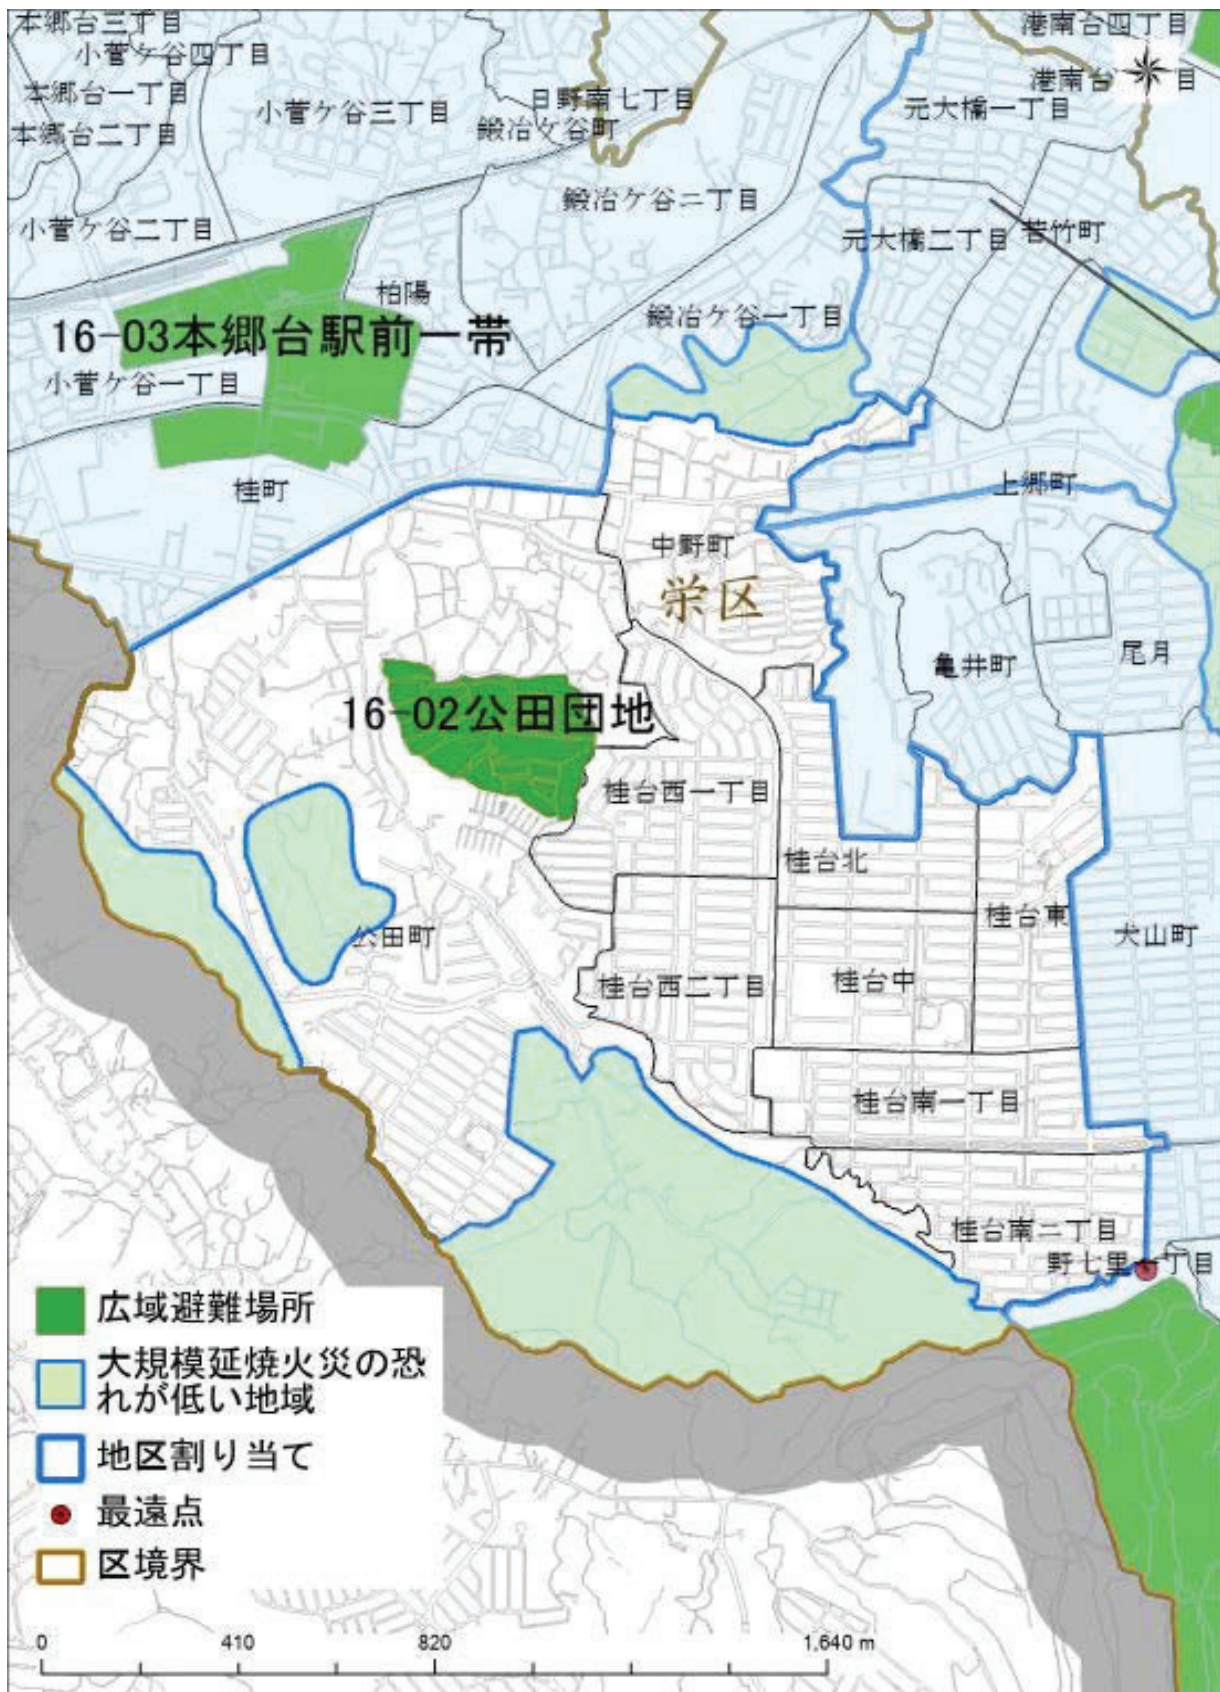 本郷台三丁目
小菅ケ谷四丁目
港南台四丁目
本郷台一丁目
小菅ケ谷三丁目
日野南七丁目
港南台 目
元大橋一丁目
本郷台二丁目
鍛冶ケ谷町
鍛冶ケ谷二丁目
小菅ケ谷二丁目
元大橋二丁目
若竹町
柏陽
鍛冶ケ谷一丁目
16-03本郷台駅前一帯
小菅ケ谷一丁目
桂町
上郷町
中野町
栄区
亀井町
尾月
16-02公田団地
桂台西一丁目
桂台北
桂台東
犬山町
公田町
桂台西二丁目
桂台中
桂台南一丁目
桂台南二丁目
野七里一丁目
広域避難場所
大規模延焼火災の恐
れが低い地域
地区割り当て
最遠点
区境界
0 410 820 1,640 m